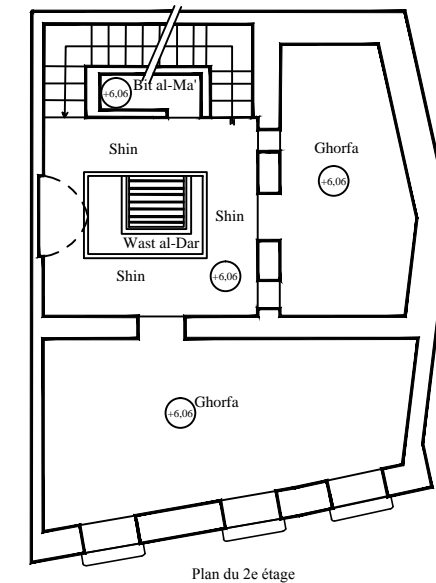 Bit al-Ma'
+6,06
Shin
Ghorfa
+6,06
Shin
Wast al-Dar
Shin
+6,06
Ghorfa
+6,06
Plan du 2e étage